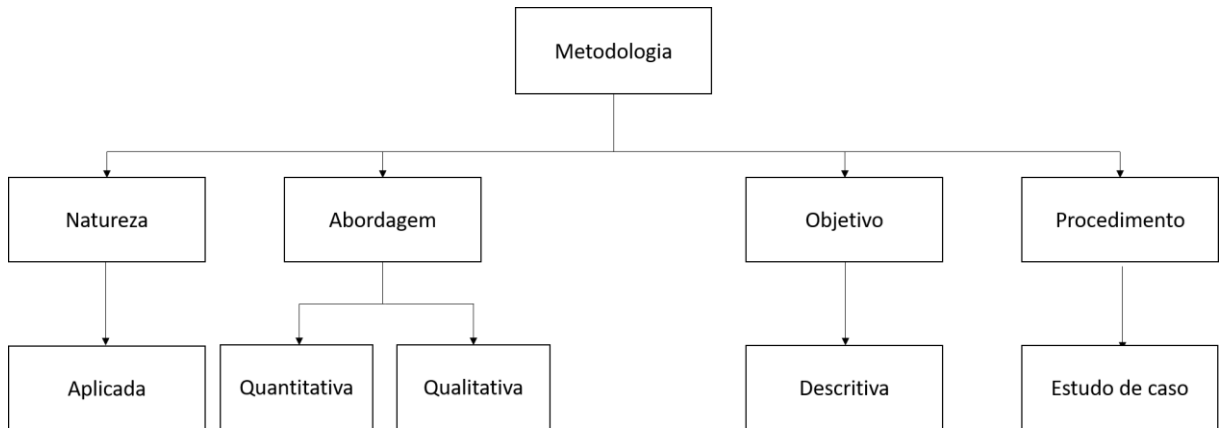 Metodologia
Natureza
Abordagem
Objetivo
Procedimento
Aplicada
Quantitativa
Qualitativa
Descritiva
Estudo de caso